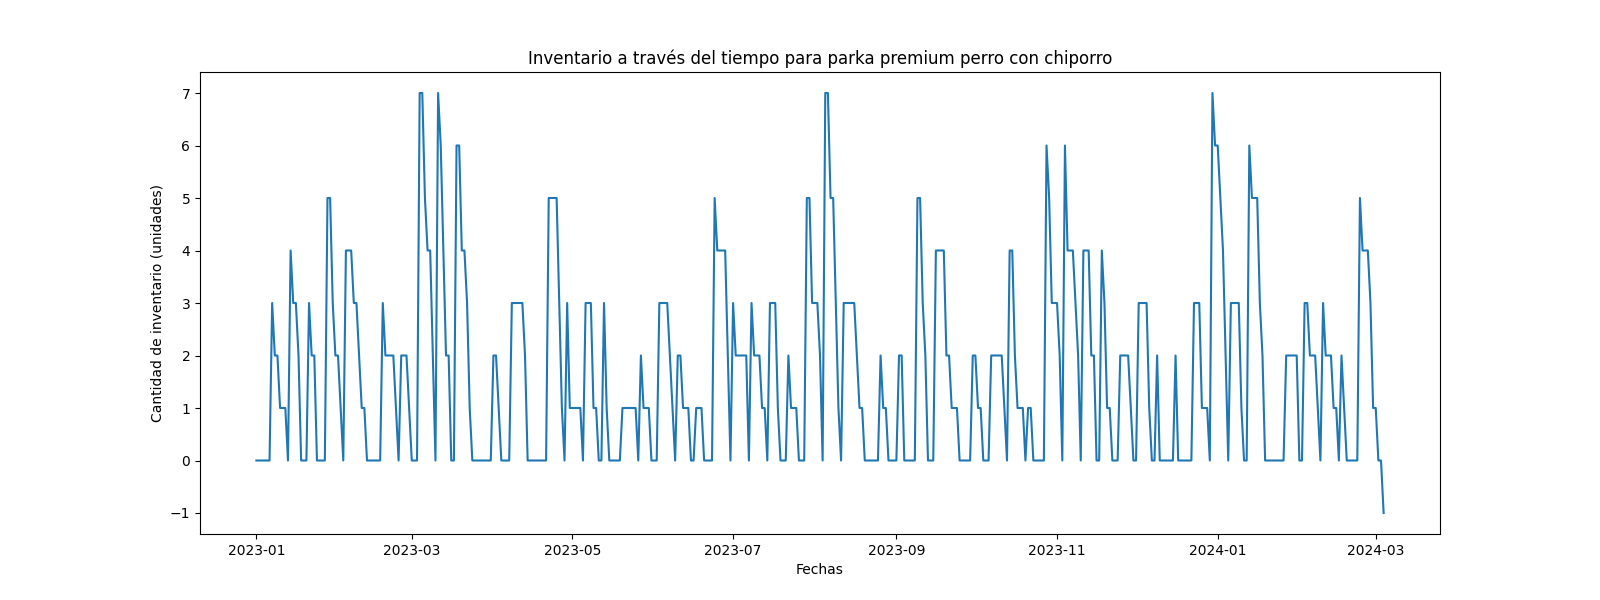 Inventario a través del tiempo para parka premium perro con chiporro
Cantidad de inventario (unidades)
7
6
5
4
3
2
1
0
−1
2023-01 2023-03 2023-05 2023-07 2023-09 2023-11 2024-01 2024-03
Fechas